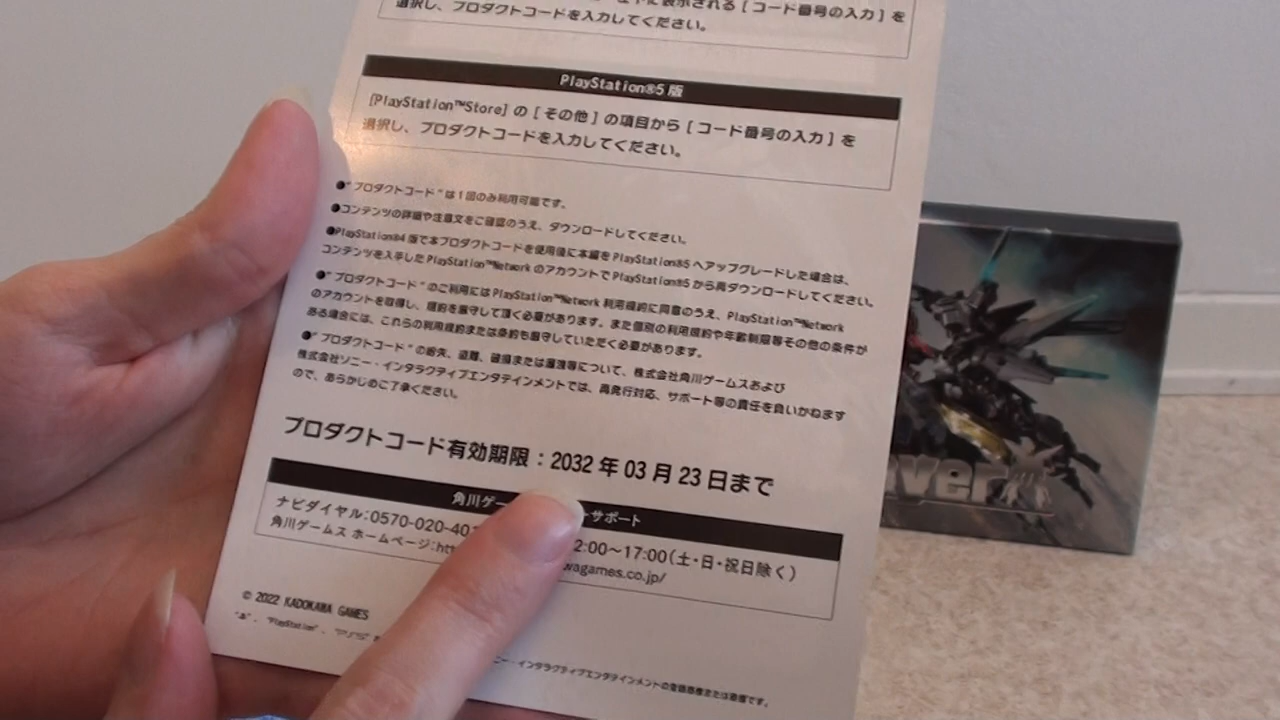 表示される [ コード番号の入力 ] を
選択し、プロダクトコードを入力してください。
PlayStation®5 版
[PlayStation™Store] の [ その他 ] の項目から [ コード番号の入力 ] を
選択し、プロダクトコードを入力してください。
●" プロダクトコード " は 1 回のみ利用可能です。
●コンテンツの詳細や注意文をご確認のうえ、ダウンロードしてください。
●PlayStation®4 版で本プロダクトコードを使用後に本編を PlayStation®5 へアップグレードした場合は、
コンテンツを入手した PlayStation™Network のアカウントで PlayStation®5 から再ダウンロードしてください。
●" プロダクトコード " のご利用には PlayStation™Network 利用規約に同意のうえ、PlayStation™Network
のアカウントを取得し、規約を厳守して頂く必要があります。また個別の利用規約や年齢制限等その他の条件が
ある場合には、これらの利用規約または条約も厳守していただく必要があります。
●" プロダクトコード " の紛失、盗難、破損または漏洩等について、株式会社角川ゲームスおよび
株式会社ソニー・インタラクティブエンタテインメントでは、再発行対応、サポート等の責任を負いかねます
ので、あらかじめご了承ください。
プロダクトコード有効期限：2032 年 03 月 23 日まで
角川ゲー サポート
ナビダイヤル：0570-020-40 2:00～17:00（土・日・祝日除く）
角川ゲームス ホームページ：htt wagames.co.jp/
© 2022 KADOKAWA GAMES
"PlayStation"、 "PS5" ニー・インタラクティブエンタテインメントの登録商標または商標です。